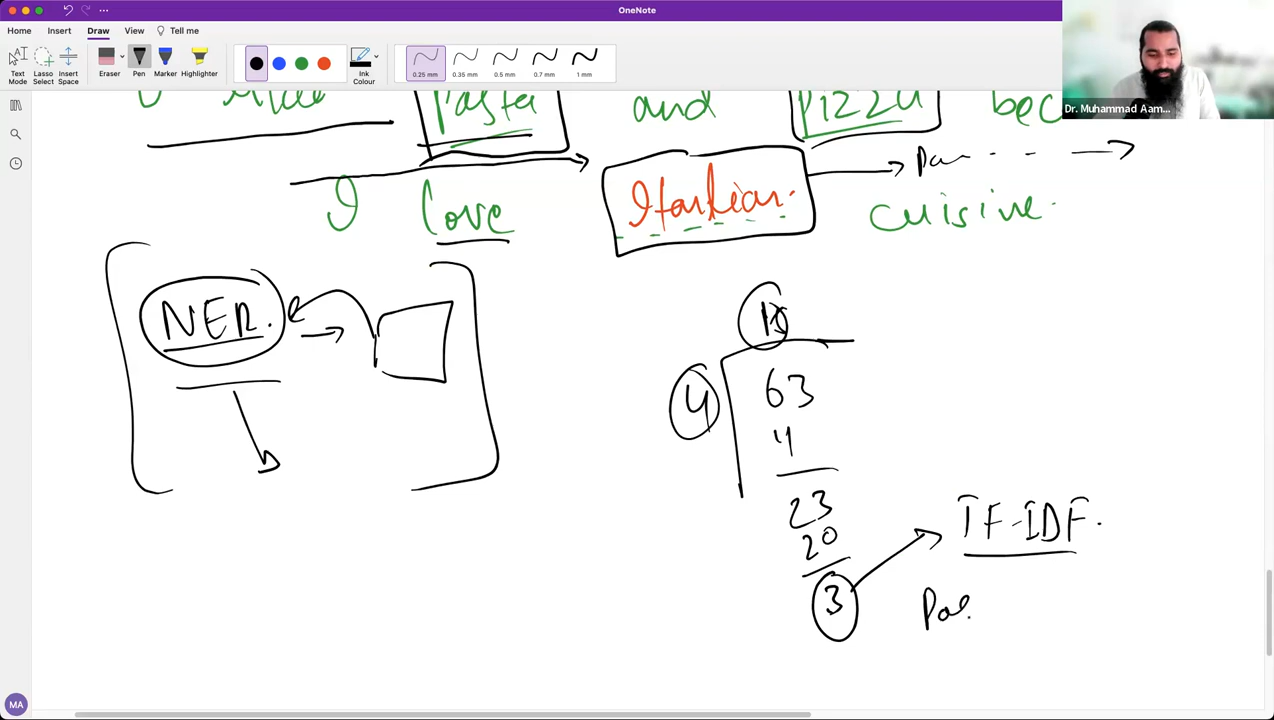 OneNote
Home Insert Draw View Tell me
Text Mode Lasso Select Insert Space Eraser Pen Marker Highlighter 0.25 mm 0.35 mm 0.5 mm 0.7 mm 1 mm Ink Colour
Dr. Muhammad Aam...
Pasta and Pizza bec
I Love Italian. cuisine.
NER.
4 63
4
23
20
3
TF-IDF.
MA